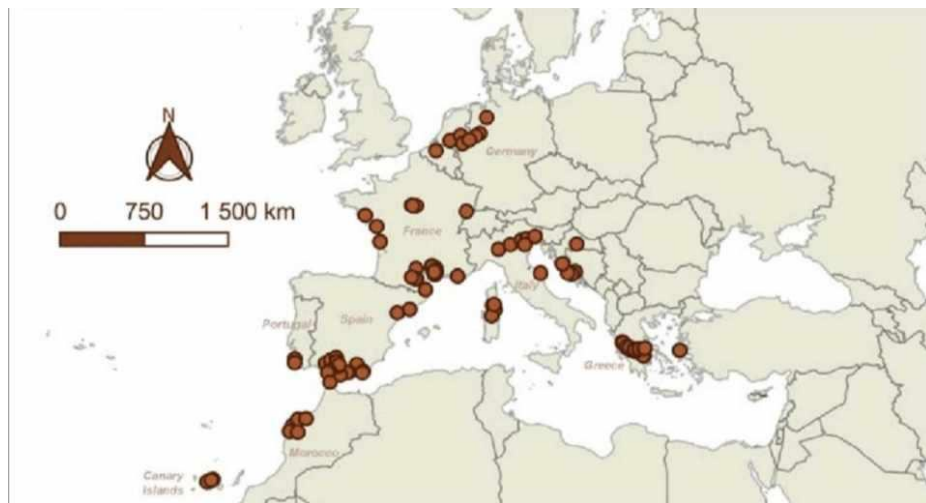 N
0 750 1 500 km
Germany
France
Italy
Portugal
Spain
Greece
Morocco
Canary
Islands